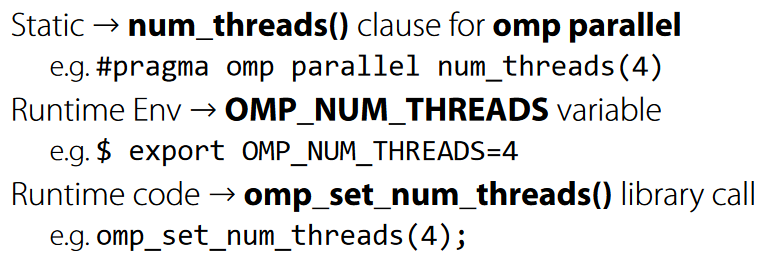 Static → num_threads() clause for omp parallel
e.g. #pragma omp parallel num_threads(4)
Runtime Env → OMP_NUM_THREADS variable
e.g. $ export OMP_NUM_THREADS=4
Runtime code → omp_set_num_threads() library call
e.g. omp_set_num_threads(4);